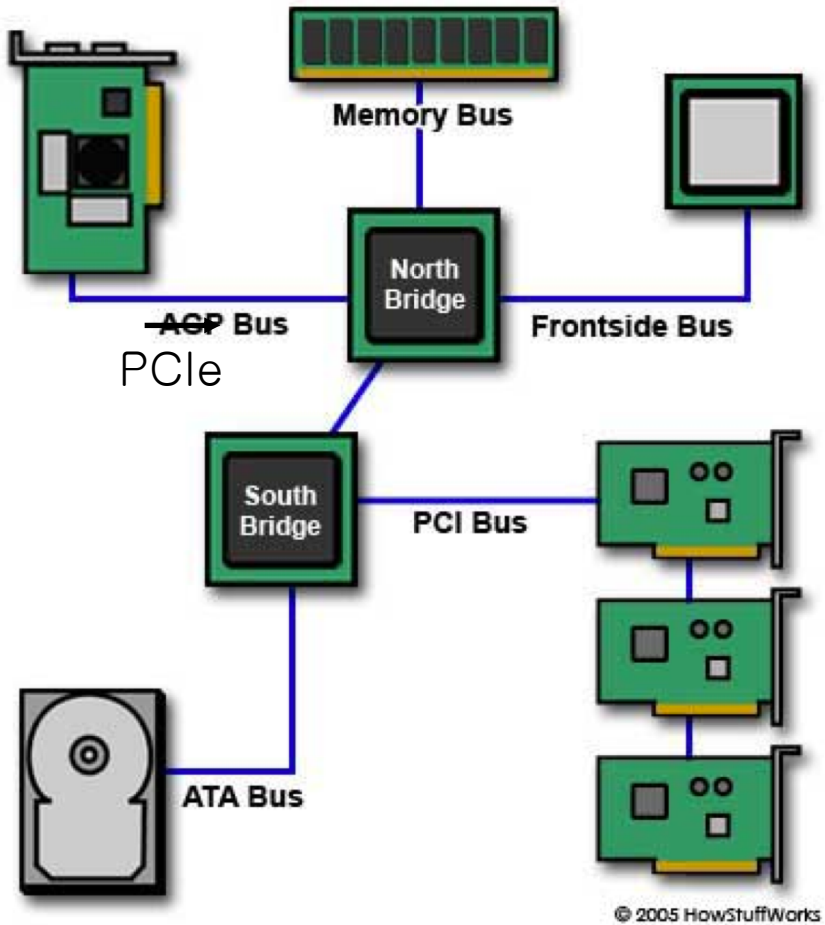 Memory Bus
North
Bridge
AGP Bus
PCIe
Frontside Bus
South
Bridge
PCI Bus
ATA Bus
© 2005 HowStuffWorks